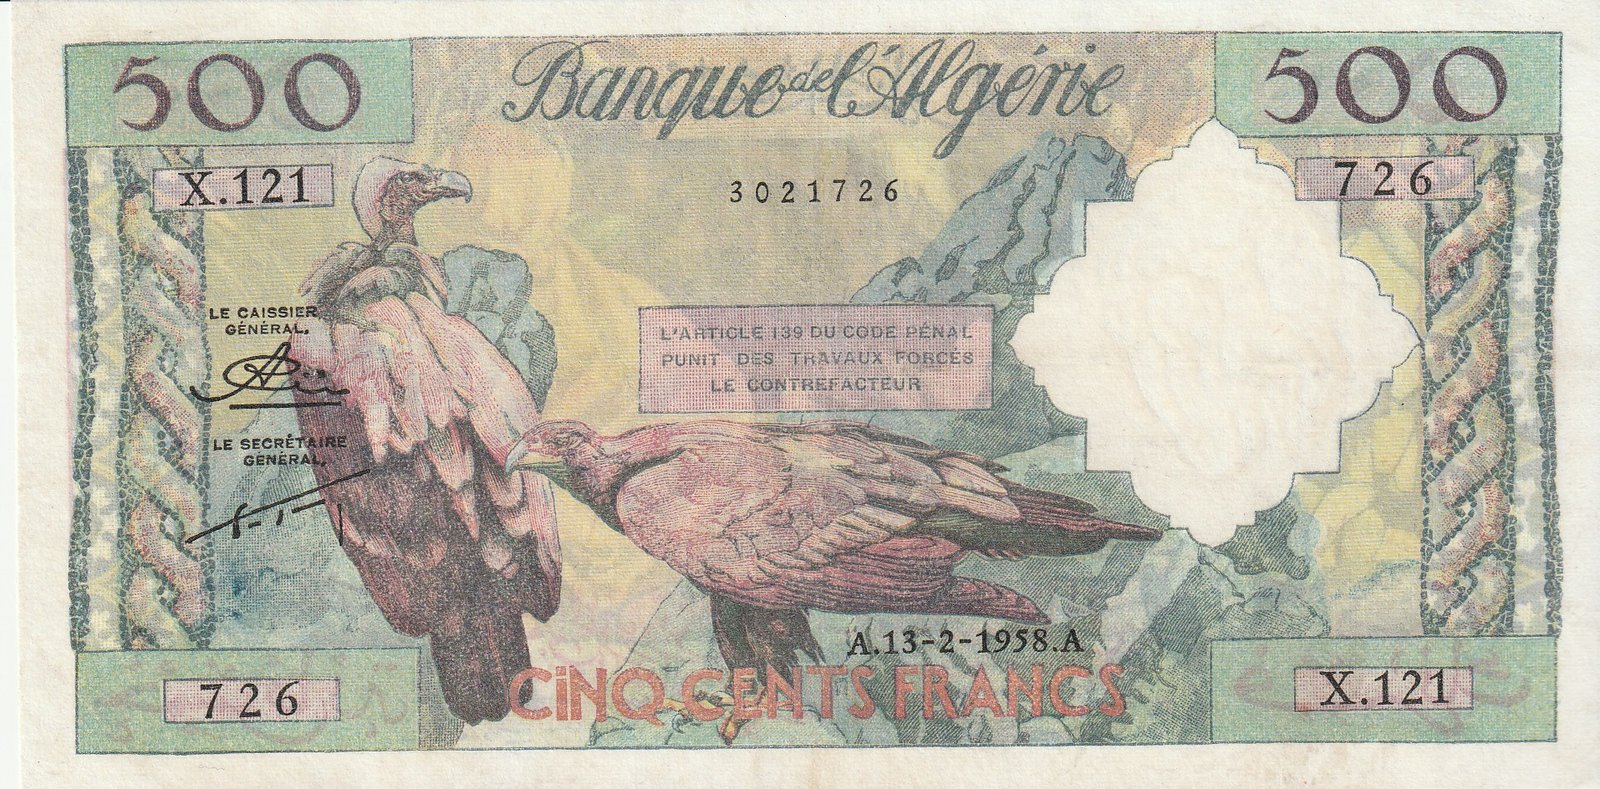 500 Banque de l'Algérie 500
X.121 3021726 726
LE CAISSIER
GÉNÉRAL,
L'ARTICLE 139 DU CODE PÉNAL
PUNIT DES TRAVAUX FORCÉS
LE CONTREFACTEUR
LE SECRÉTAIRE
GÉNÉRAL,
A.13-2-1958.A
726 CINQ CENTS FRANCS X.121